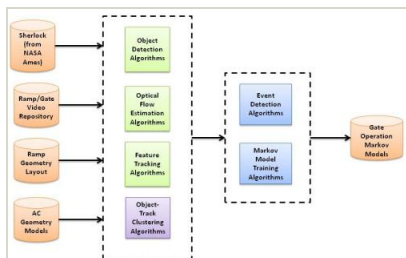 Sherlock
(from
NASA
Ames)
Ramp/Gate
Video
Repository
Ramp
Geometry
Layout
AC
Geometry
Models
Object
Detection
Algorithms
Optical
Flow
Estimation
Algorithms
Feature
Tracking
Algorithms
Object-
Track
Clustering
Algorithms
Event
Detection
Algorithms
Markov
Model
Training
Algorithms
Gate
Operation
Markov
Models